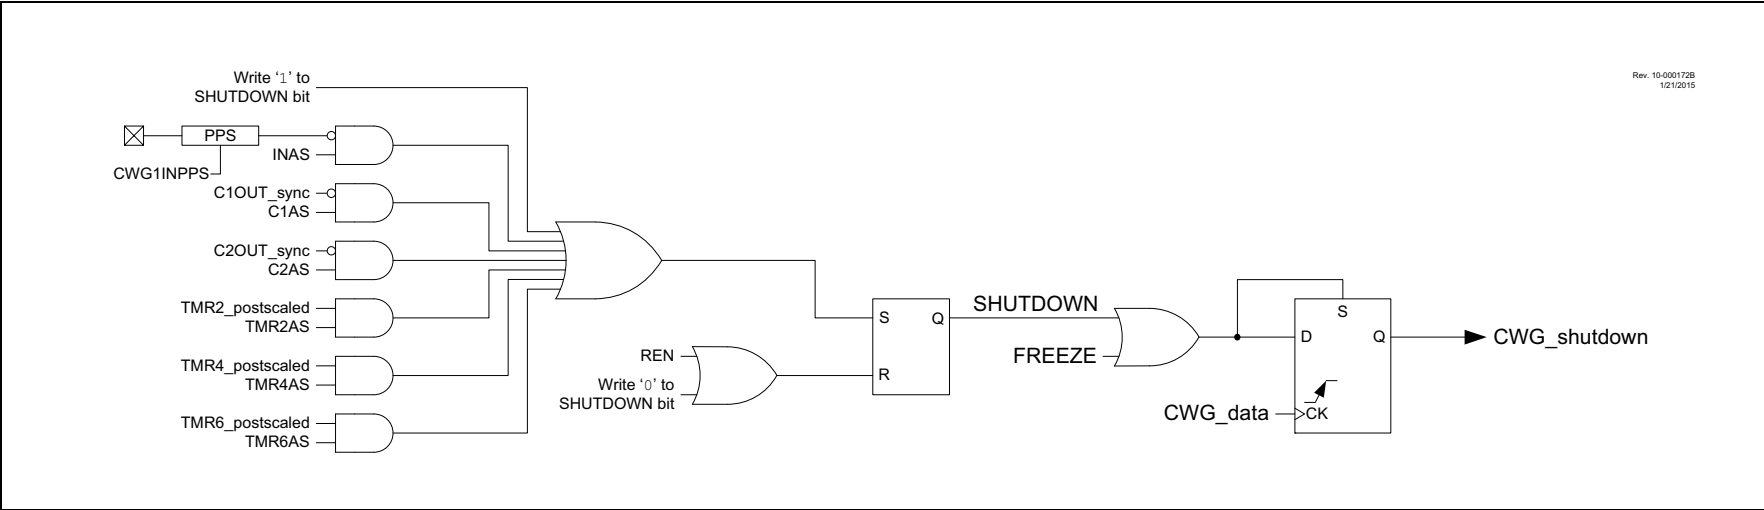 Write ‘1’ to
SHUTDOWN bit
Rev. 10-000172B
1/21/2015
PPS
INAS
CWG1INPPS
C1OUT_sync
C1AS
C2OUT_sync
C2AS
TMR2_postscaled
TMR2AS
TMR4_postscaled
TMR4AS
TMR6_postscaled
TMR6AS
REN
Write ‘0’ to
SHUTDOWN bit
S
Q
R
SHUTDOWN
FREEZE
S
D
Q
CK
CWG_data
CWG_shutdown